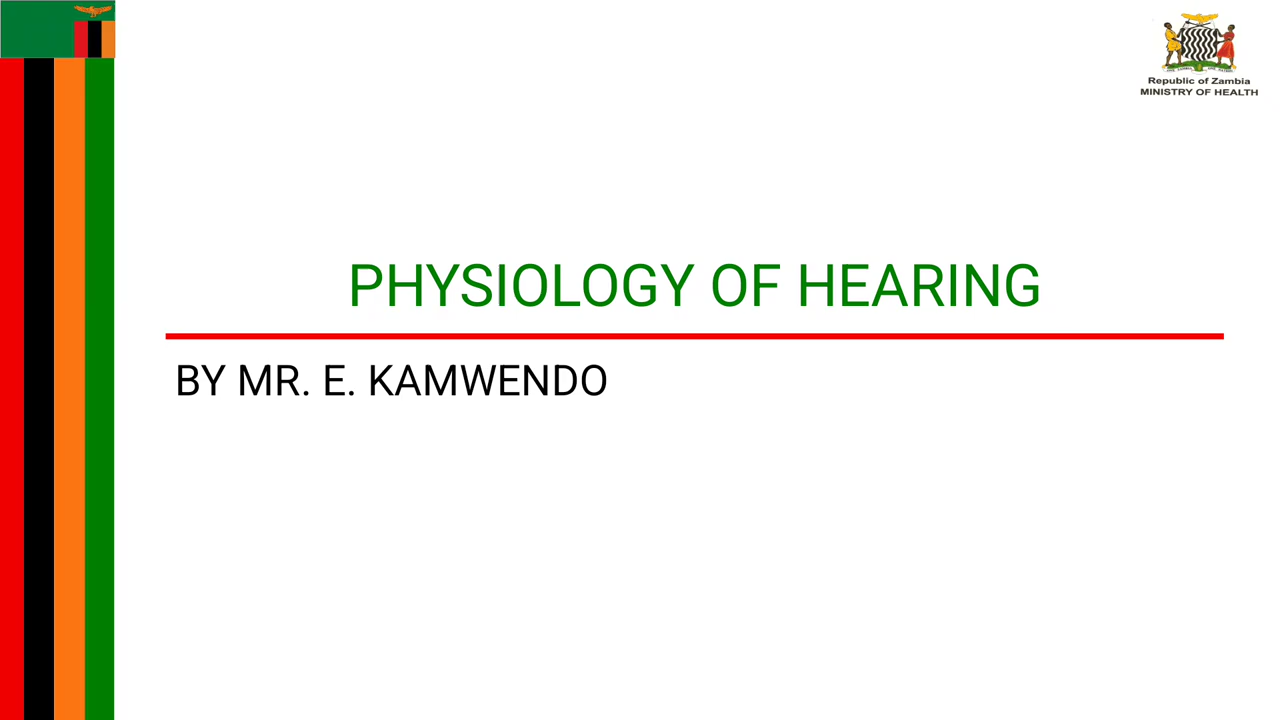 Republic of Zambia
MINISTRY OF HEALTH
PHYSIOLOGY OF HEARING
BY MR. E. KAMWENDO